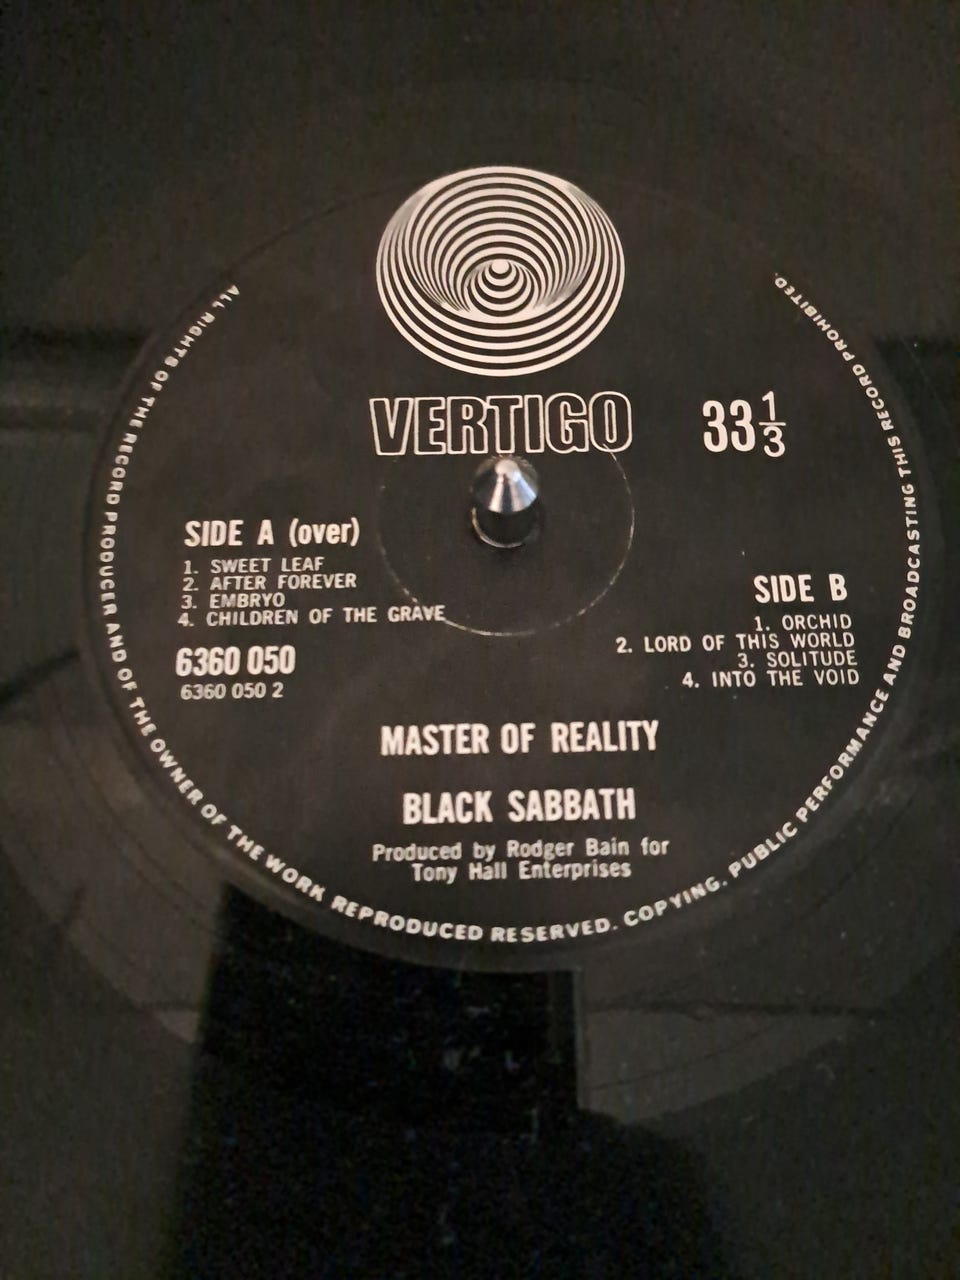 VERTIGO
33 1/3
SIDE A (over)
1. SWEET LEAF
2. AFTER FOREVER
3. EMBRYO
4. CHILDREN OF THE GRAVE
6360 050
6360 050 2
SIDE B
1. ORCHID
2. LORD OF THIS WORLD
3. SOLITUDE
4. INTO THE VOID
MASTER OF REALITY
BLACK SABBATH
Produced by Rodger Bain for
Tony Hall Enterprises
ALL RIGHTS OF THE RECORD PRODUCER AND OF THE OWNER OF THE WORK REPRODUCED RESERVED. COPYING, PUBLIC PERFORMANCE AND BROADCASTING THIS RECORD PROHIBITED.